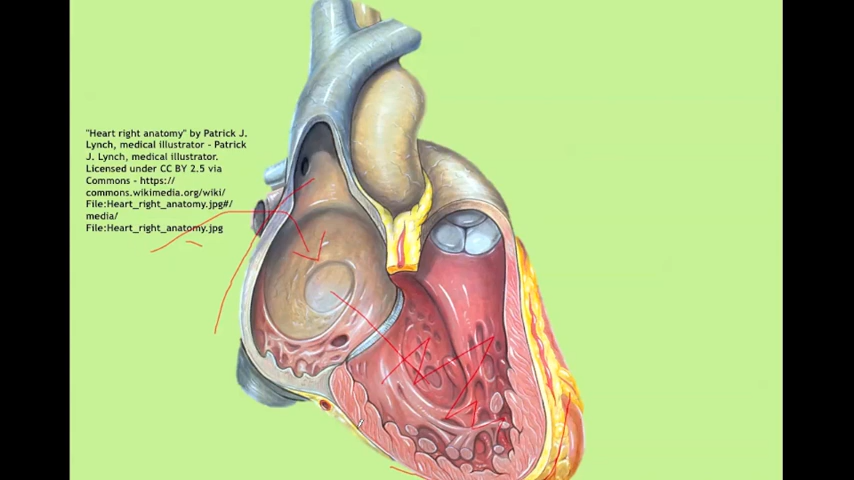 "Heart right anatomy" by Patrick J.
Lynch, medical illustrator - Patrick
J. Lynch, medical illustrator.
Licensed under CC BY 2.5 via
Commons - https://
commons.wikimedia.org/wiki/
File:Heart_right_anatomy.jpg#/
media/
File:Heart_right_anatomy.jpg